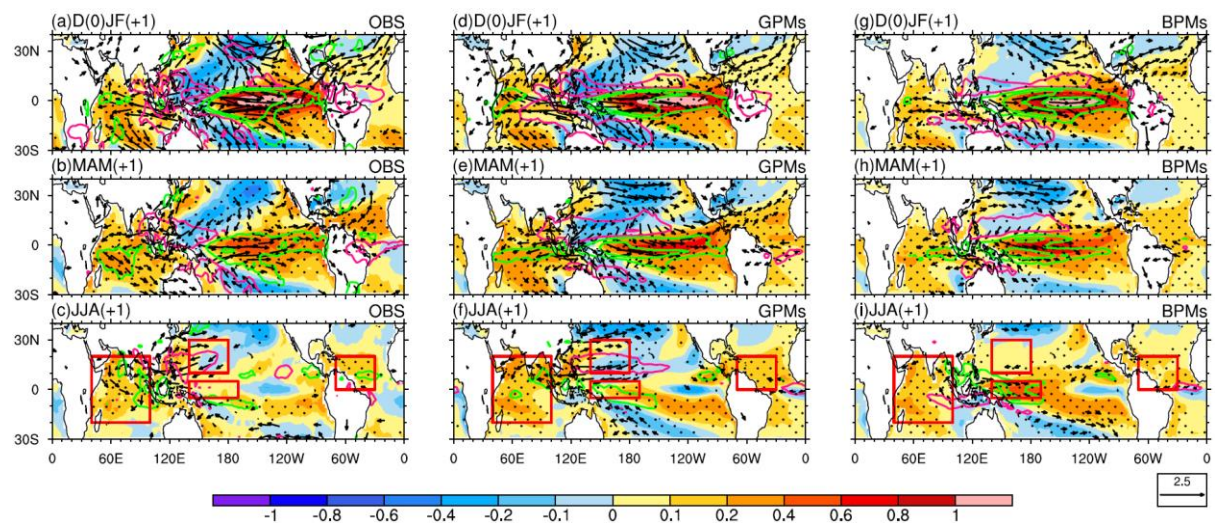 (a)D(0)JF(+1) OBS (d)D(0)JF(+1) GPMs (g)D(0)JF(+1) BPMs
30N
0
30S
(b)MAM(+1) OBS (e)MAM(+1) GPMs (h)MAM(+1) BPMs
30N
0
30S
(c)JJA(+1) OBS (f)JJA(+1) GPMs (i)JJA(+1) BPMs
30N
0
30S
60E 120E 180 120W 60W 0 60E 120E 180 120W 60W 0 60E 120E 180 120W 60W 0
2.5
-1 -0.8 -0.6 -0.4 -0.2 -0.1 0 0.1 0.2 0.4 0.6 0.8 1